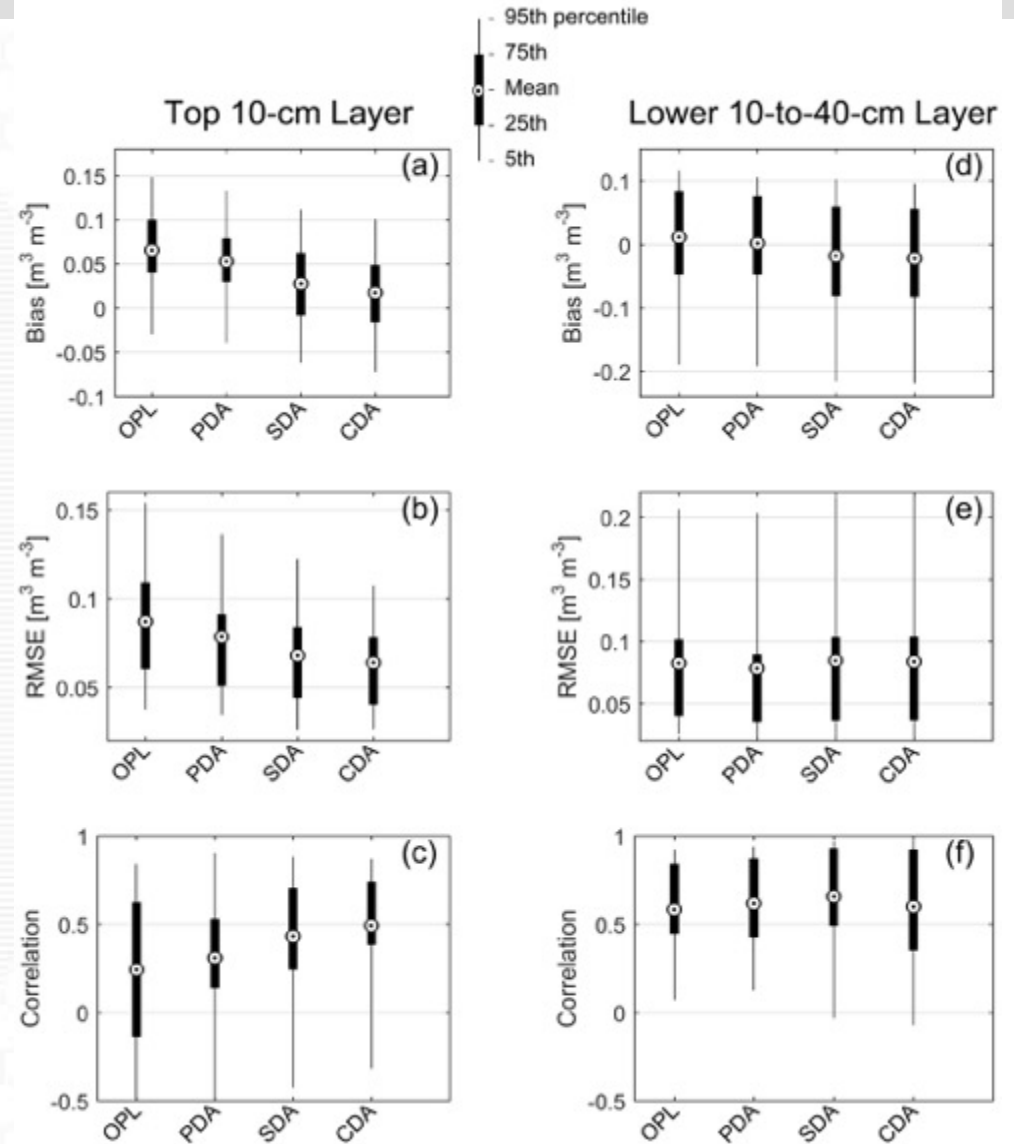 95th percentile
75th
Mean
25th
5th
Top 10-cm Layer
Lower 10-to-40-cm Layer
(a)
Bias [m³ m⁻³]
0.15
0.1
0.05
0
-0.05
-0.1
OPL PDA SDA CDA
(d)
Bias [m³ m⁻³]
0.1
0
-0.1
-0.2
OPL PDA SDA CDA
(b)
RMSE [m³ m⁻³]
0.15
0.1
0.05
OPL PDA SDA CDA
(e)
RMSE [m³ m⁻³]
0.2
0.15
0.1
0.05
OPL PDA SDA CDA
(c)
Correlation
1
0.5
0
-0.5
OPL PDA SDA CDA
(f)
Correlation
1
0.5
0
-0.5
OPL PDA SDA CDA